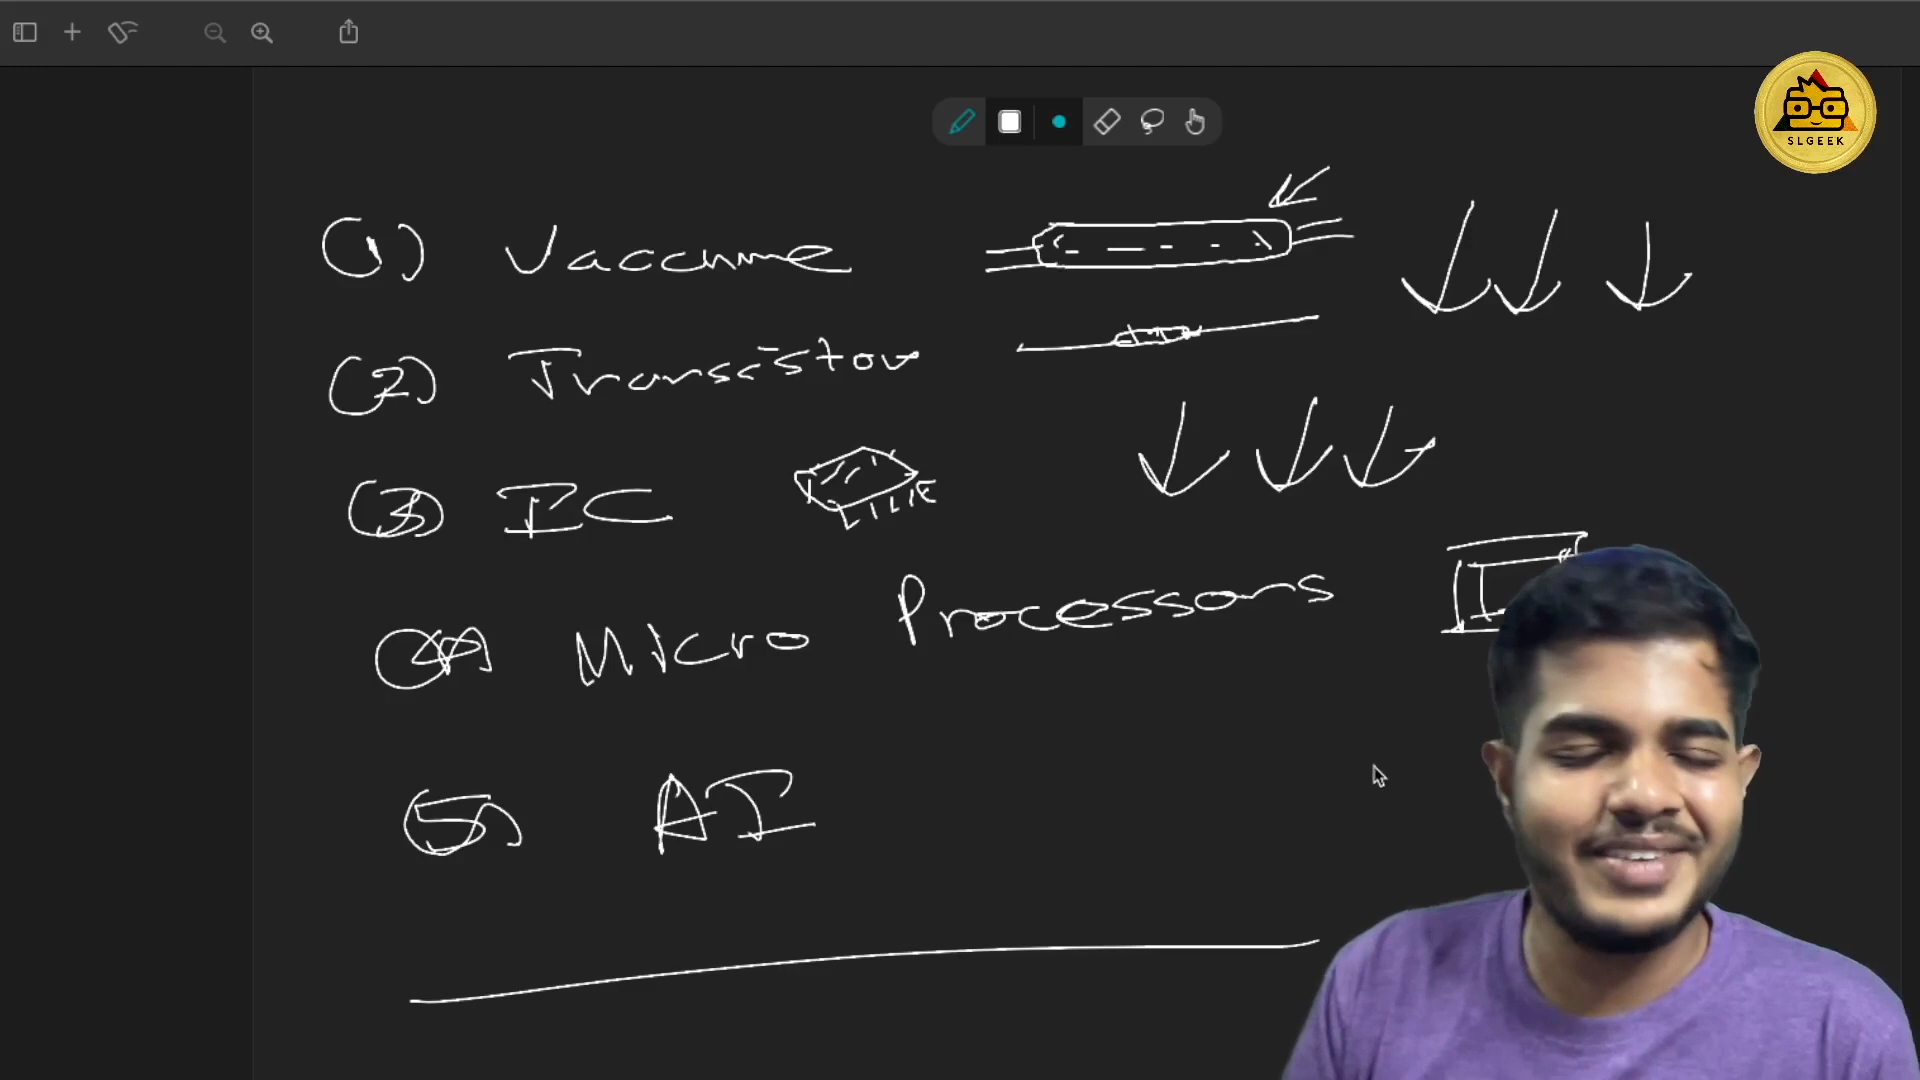 SLGEEK
(1) Vaccume
(2) Transistor
(3) IC
(4) Micro Processors
(5) AI